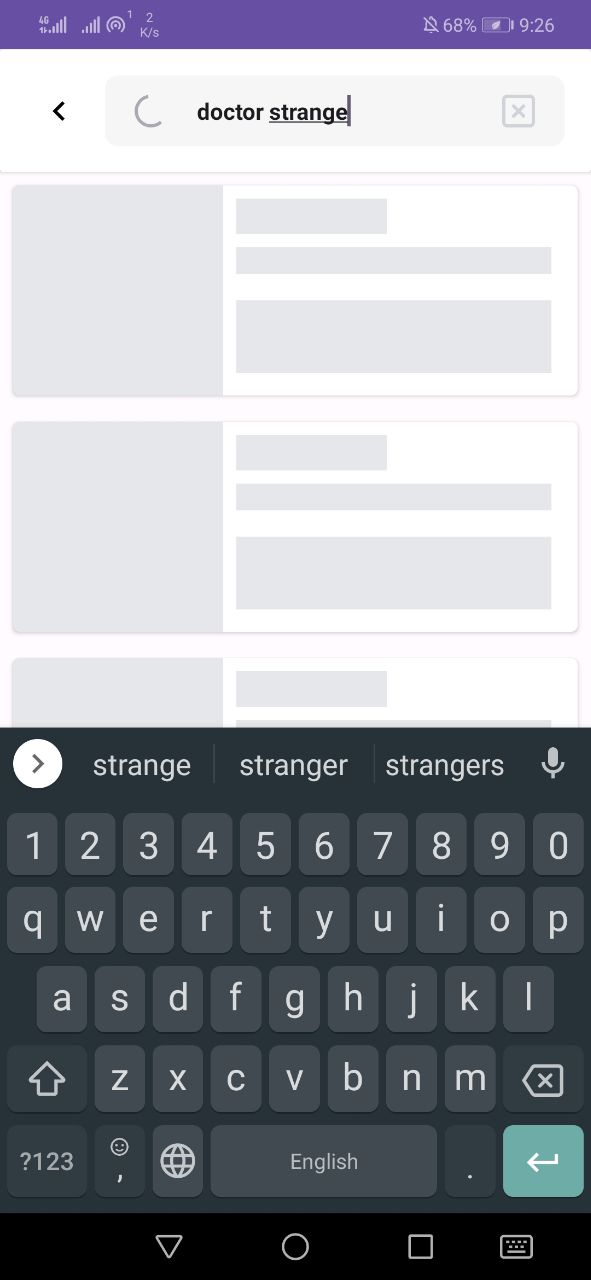 4G 1 2 K/s 68% 9:26
doctor strange
strange stranger strangers
1 2 3 4 5 6 7 8 9 0
q w e r t y u i o p
a s d f g h j k l
z x c v b n m
?123 , English .